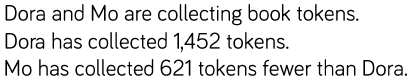 Dora and Mo are collecting book tokens.
Dora has collected 1,452 tokens.
Mo has collected 621 tokens fewer than Dora.